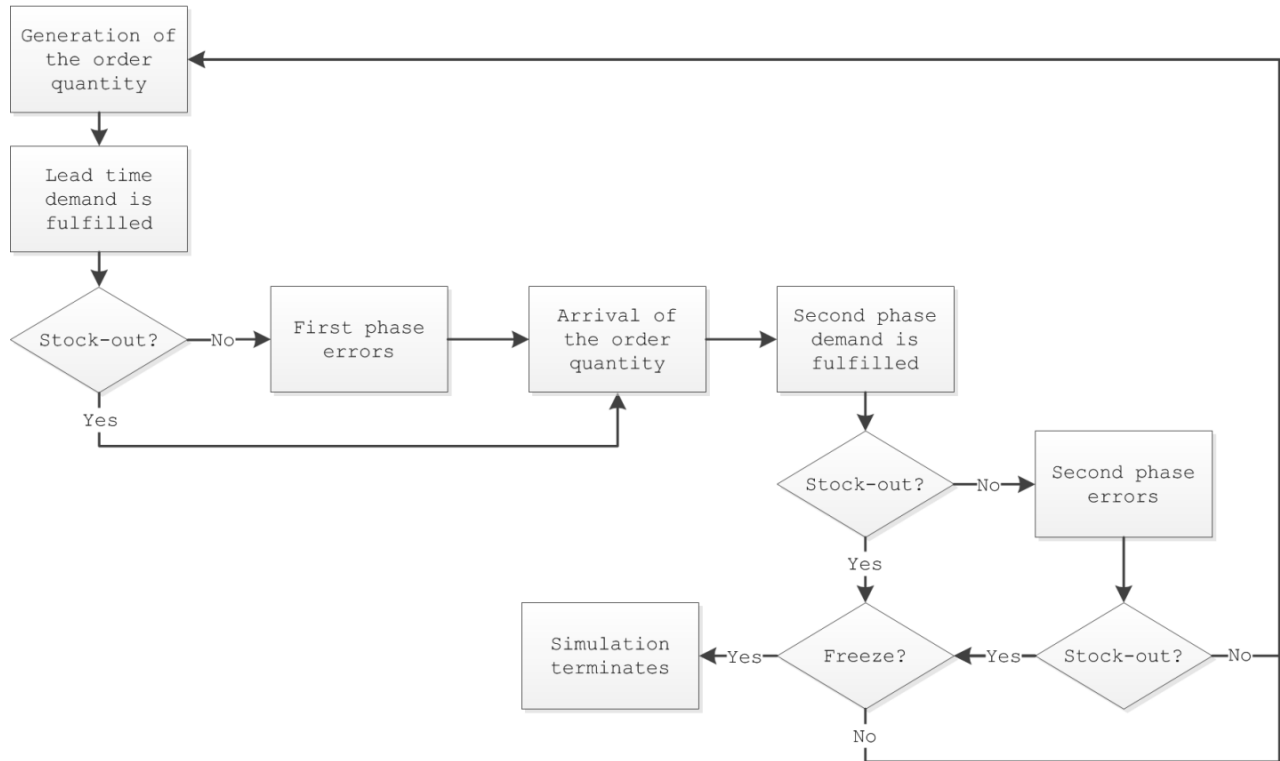 Generation of
the order
quantity
Lead time
demand is
fulfilled
Stock-out?
No
First phase
errors
Arrival of
the order
quantity
Second phase
demand is
fulfilled
Yes
Stock-out?
No
Second phase
errors
Yes
Simulation
terminates
Yes
Freeze?
Yes
Stock-out?
No
No